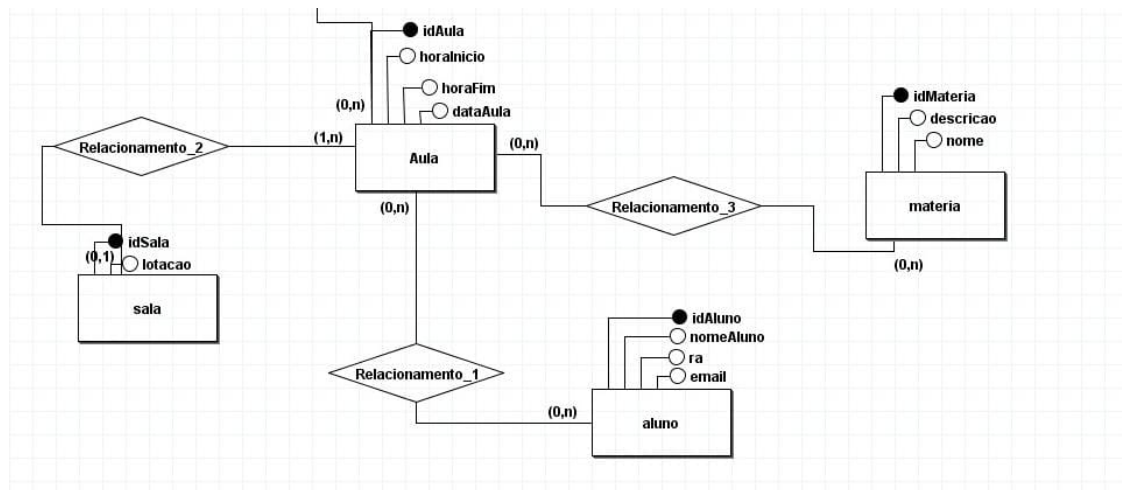 idAula
horaInicio
horaFim
dataAula
(0,n)
(1,n)
Relacionamento_2
Aula
(0,n)
(0,n)
idMateria
descricao
nome
Relacionamento_3
materia
(0,n)
idSala
(0,1)
lotacao
sala
idAluno
nomeAluno
ra
email
Relacionamento_1
(0,n)
aluno